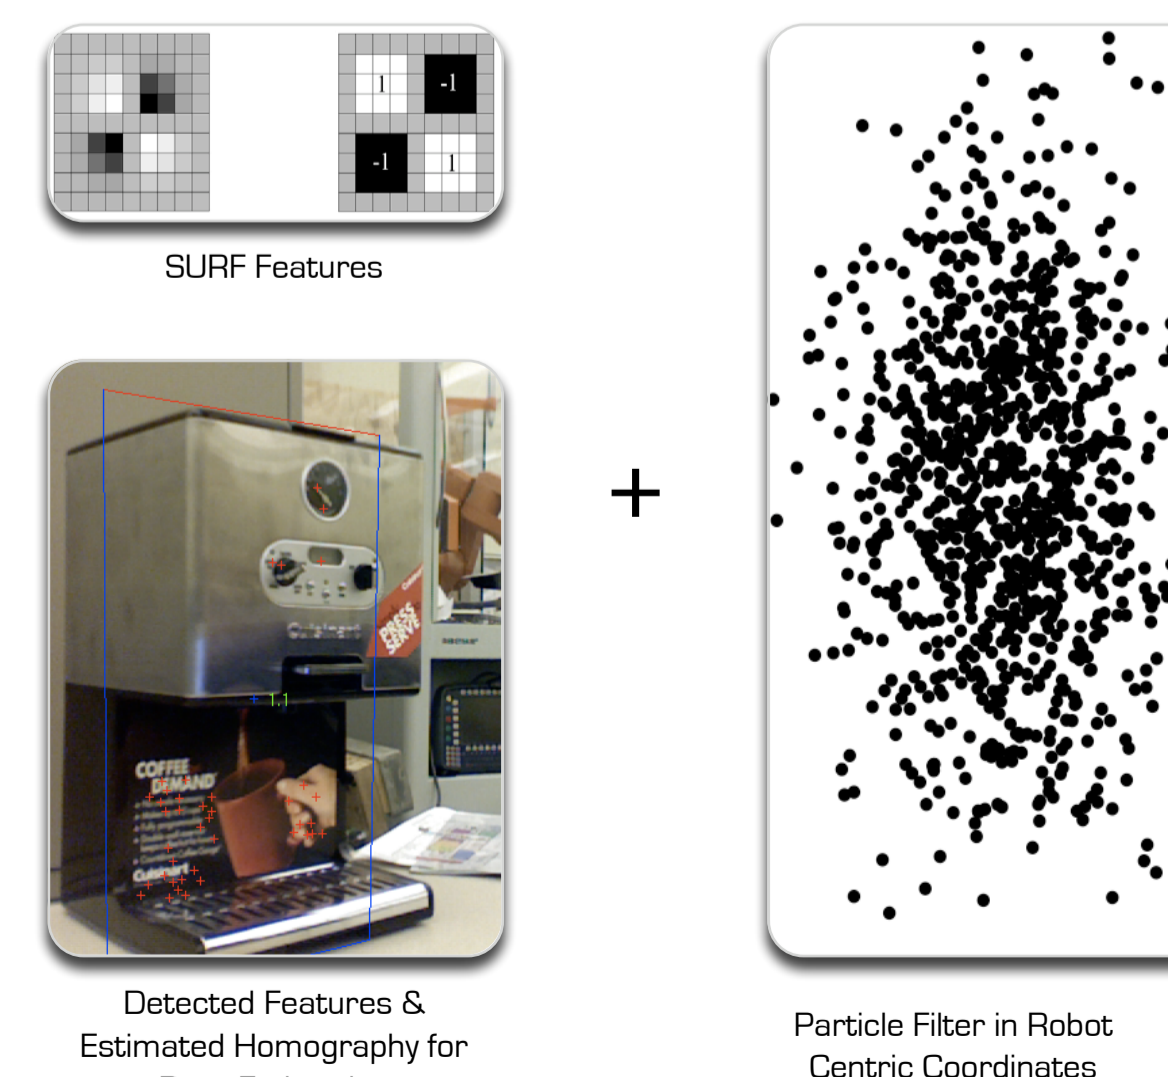 1
-1
-1
1
SURF Features
PRESS
SERVE
1.1
COFFEE
DEMAND
Cuisinart
+
Detected Features &
Estimated Homography for
Particle Filter in Robot
Centric Coordinates